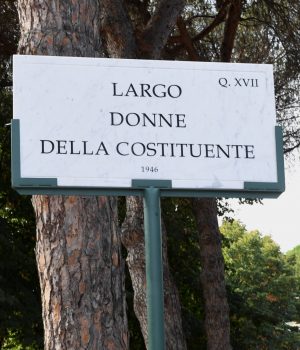 Q. XVII
LARGO
DONNE
DELLA COSTITUENTE
1946